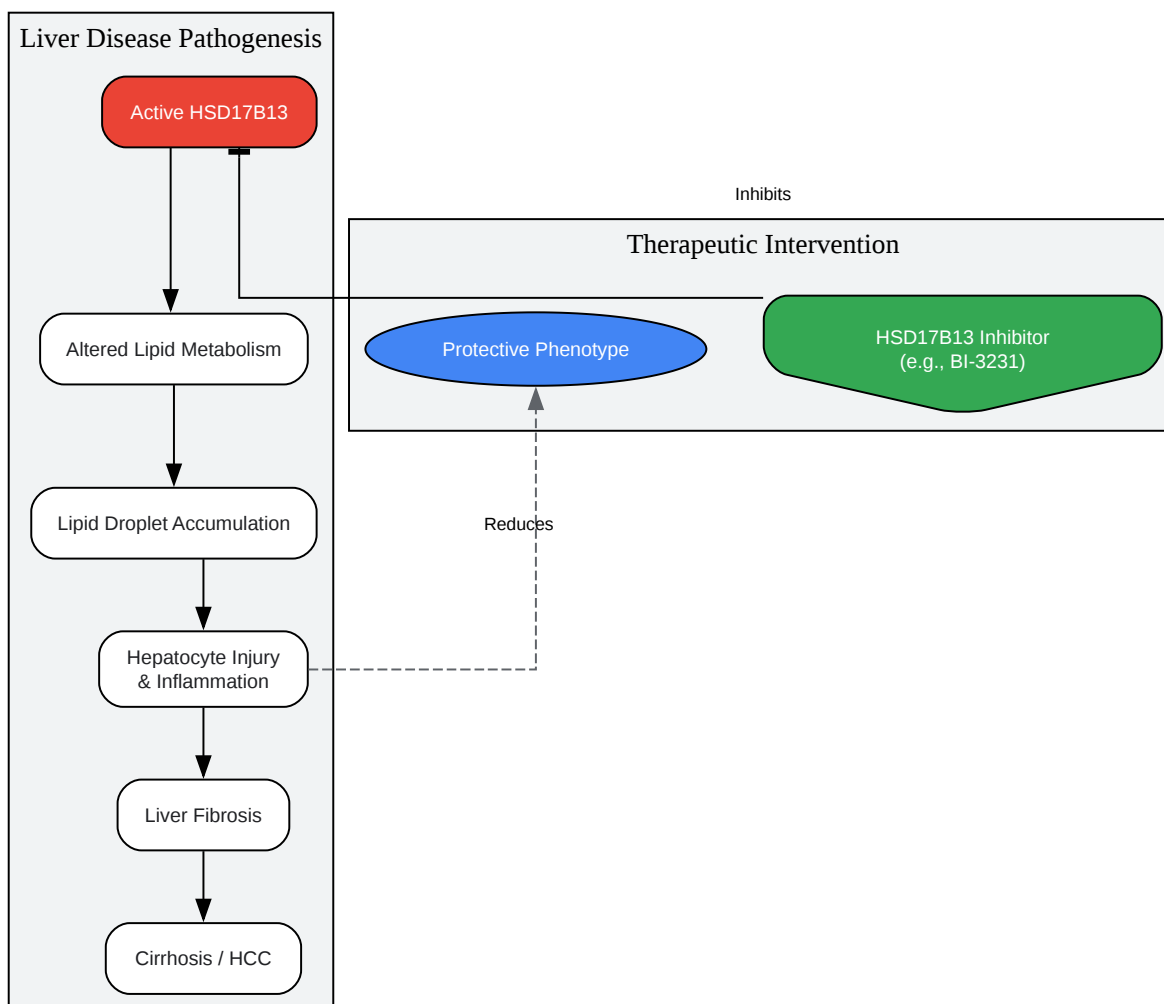 Liver Disease Pathogenesis
Active HSD17B13
Inhibits
Therapeutic Intervention
Altered Lipid Metabolism
Protective Phenotype
HSD17B13 Inhibitor
(e.g., BI-3231)
Lipid Droplet Accumulation
Reduces
Hepatocyte Injury
& Inflammation
Liver Fibrosis
Cirrhosis / HCC